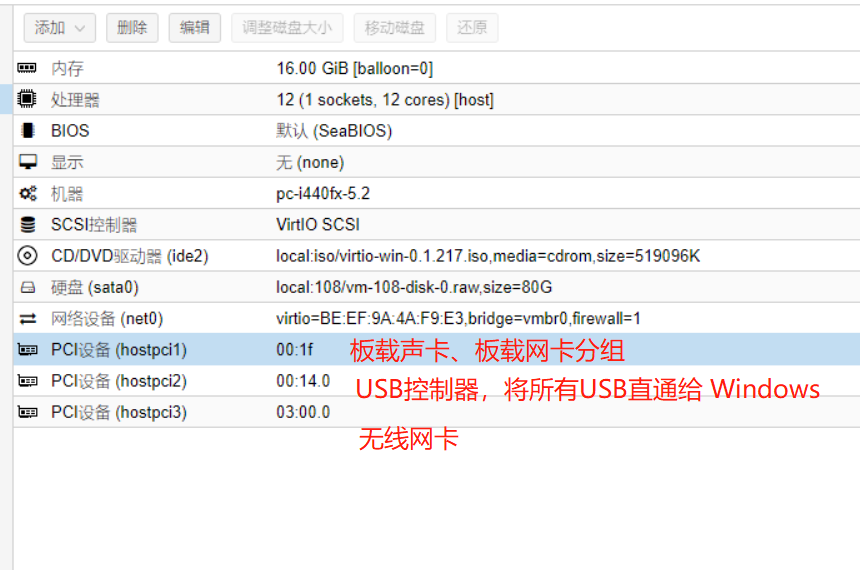 添加 删除 编辑 调整磁盘大小 移动磁盘 还原
内存 16.00 GiB [balloon=0]
处理器 12 (1 sockets, 12 cores) [host]
BIOS 默认 (SeaBIOS)
显示 无 (none)
机器 pc-i440fx-5.2
SCSI控制器 VirtIO SCSI
CD/DVD驱动器 (ide2) local:iso/virtio-win-0.1.217.iso,media=cdrom,size=519096K
硬盘 (sata0) local:108/vm-108-disk-0.raw,size=80G
网络设备 (net0) virtio=BE:EF:9A:4A:F9:E3,bridge=vmbr0,firewall=1
PCI设备 (hostpci1) 00:1f 板载声卡、板载网卡分组
PCI设备 (hostpci2) 00:14.0 USB控制器，将所有USB直通给 Windows
PCI设备 (hostpci3) 03:00.0
无线网卡